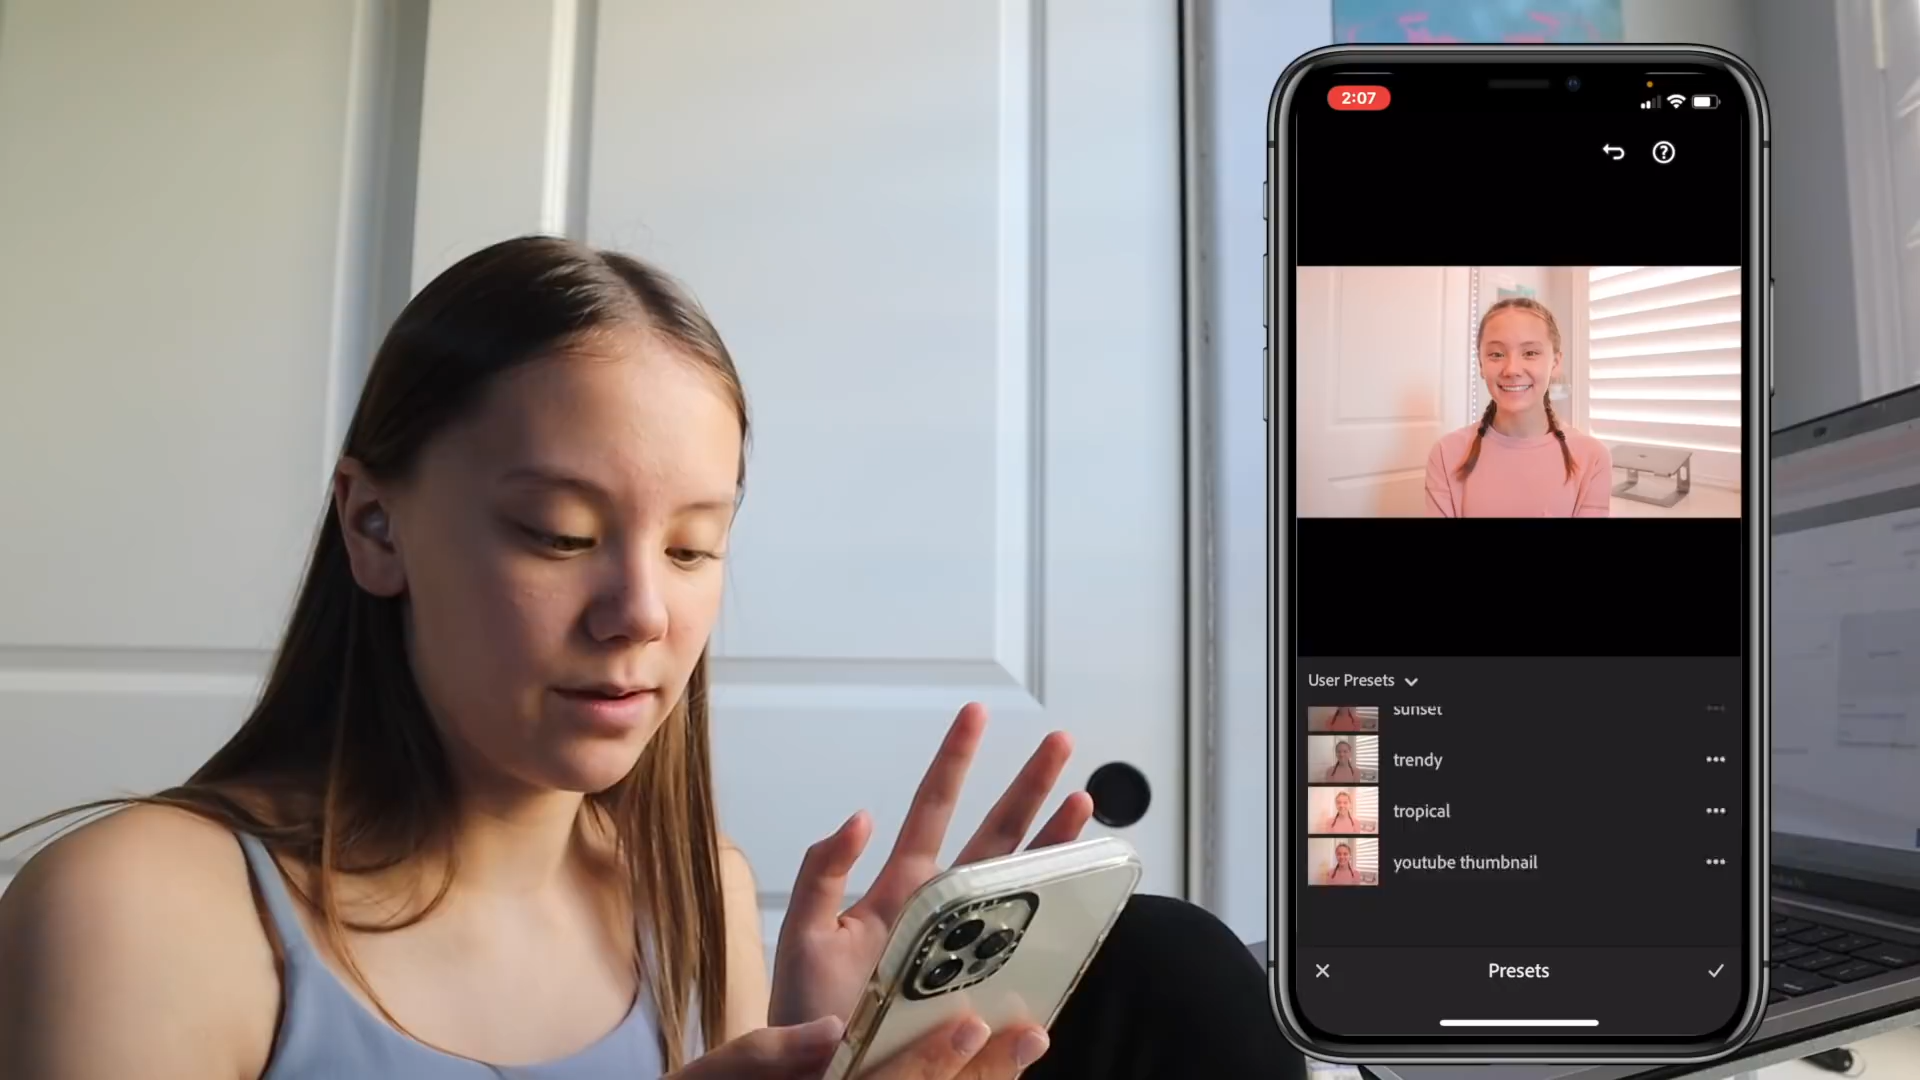 2:07
User Presets
sunset
trendy
tropical
youtube thumbnail
Presets